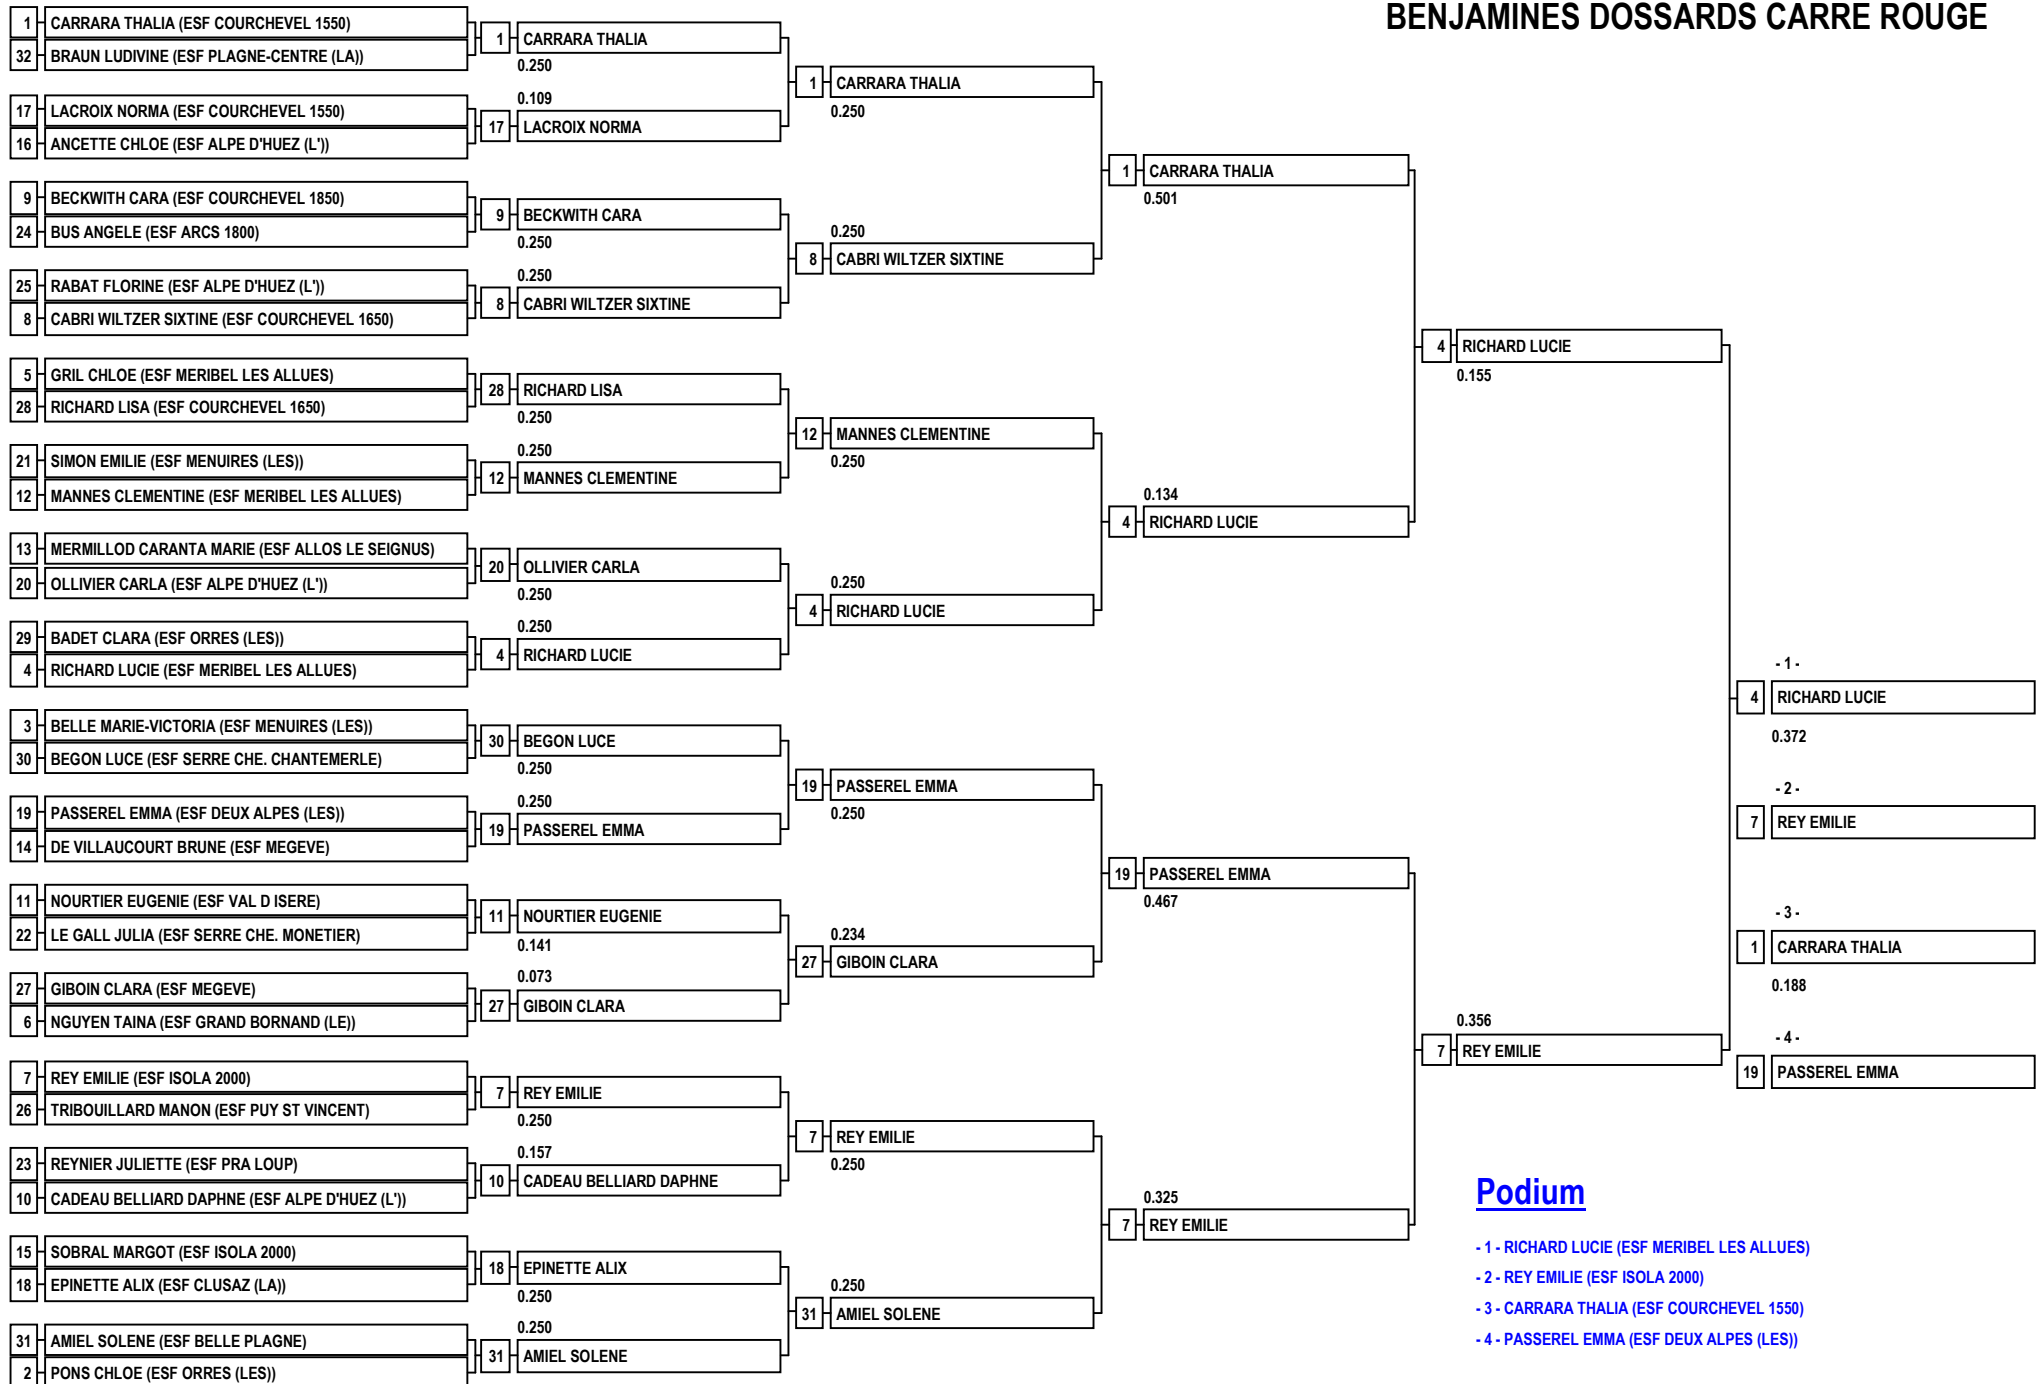 BENJAMINES DOSSARDS CARRE ROUGE
1 CARRARA THALIA (ESF COURCHEVEL 1550)
32 BRAUN LUDIVINE (ESF PLAGNE-CENTRE (LA))
17 LACROIX NORMA (ESF COURCHEVEL 1550)
16 ANCETTE CHLOE (ESF ALPE D'HUEZ (L'))
9 BECKWITH CARA (ESF COURCHEVEL 1850)
24 BUS ANGELE (ESF ARCS 1800)
25 RABAT FLORINE (ESF ALPE D'HUEZ (L'))
8 CABRI WILTZER SIXTINE (ESF COURCHEVEL 1650)
5 GRIL CHLOE (ESF MERIBEL LES ALLUES)
28 RICHARD LISA (ESF COURCHEVEL 1650)
21 SIMON EMILIE (ESF MENUIRES (LES))
12 MANNES CLEMENTINE (ESF MERIBEL LES ALLUES)
13 MERMILLOD CARANTA MARIE (ESF ALLOS LE SEIGNUS)
20 OLLIVIER CARLA (ESF ALPE D'HUEZ (L'))
29 BADET CLARA (ESF ORRES (LES))
4 RICHARD LUCIE (ESF MERIBEL LES ALLUES)
3 BELLE MARIE-VICTORIA (ESF MENUIRES (LES))
30 BEGON LUCE (ESF SERRE CHE. CHANTEMERLE)
19 PASSEREL EMMA (ESF DEUX ALPES (LES))
14 DE VILLAUCOURT BRUNE (ESF MEGEVE)
11 NOURTIER EUGENIE (ESF VAL D ISERE)
22 LE GALL JULIA (ESF SERRE CHE. MONETIER)
27 GIBOIN CLARA (ESF MEGEVE)
6 NGUYEN TAINA (ESF GRAND BORNAND (LE))
7 REY EMILIE (ESF ISOLA 2000)
26 TRIBOUILLARD MANON (ESF PUY ST VINCENT)
23 REYNIER JULIETTE (ESF PRA LOUP)
10 CADEAU BELLIARD DAPHNE (ESF ALPE D'HUEZ (L'))
15 SOBRAL MARGOT (ESF ISOLA 2000)
18 EPINETTE ALIX (ESF CLUSAZ (LA))
31 AMIEL SOLENE (ESF BELLE PLAGNE)
2 PONS CHLOE (ESF ORRES (LES))
1 CARRARA THALIA
0.250
0.109
17 LACROIX NORMA
9 BECKWITH CARA
0.250
0.250
8 CABRI WILTZER SIXTINE
28 RICHARD LISA
0.250
0.250
12 MANNES CLEMENTINE
20 OLLIVIER CARLA
0.250
0.250
4 RICHARD LUCIE
30 BEGON LUCE
0.250
0.250
19 PASSEREL EMMA
11 NOURTIER EUGENIE
0.141
0.073
27 GIBOIN CLARA
7 REY EMILIE
0.250
0.157
10 CADEAU BELLIARD DAPHNE
18 EPINETTE ALIX
0.250
0.250
31 AMIEL SOLENE
1 CARRARA THALIA
0.250
0.250
8 CABRI WILTZER SIXTINE
12 MANNES CLEMENTINE
0.250
0.250
4 RICHARD LUCIE
19 PASSEREL EMMA
0.250
0.234
27 GIBOIN CLARA
7 REY EMILIE
0.250
0.250
31 AMIEL SOLENE
1 CARRARA THALIA
0.501
0.134
4 RICHARD LUCIE
19 PASSEREL EMMA
0.467
0.325
7 REY EMILIE
4 RICHARD LUCIE
0.155
0.356
7 REY EMILIE
- 1 -
4 RICHARD LUCIE
0.372
- 2 -
7 REY EMILIE
- 3 -
1 CARRARA THALIA
0.188
- 4 -
19 PASSEREL EMMA
Podium
- 1 - RICHARD LUCIE (ESF MERIBEL LES ALLUES)
- 2 - REY EMILIE (ESF ISOLA 2000)
- 3 - CARRARA THALIA (ESF COURCHEVEL 1550)
- 4 - PASSEREL EMMA (ESF DEUX ALPES (LES))